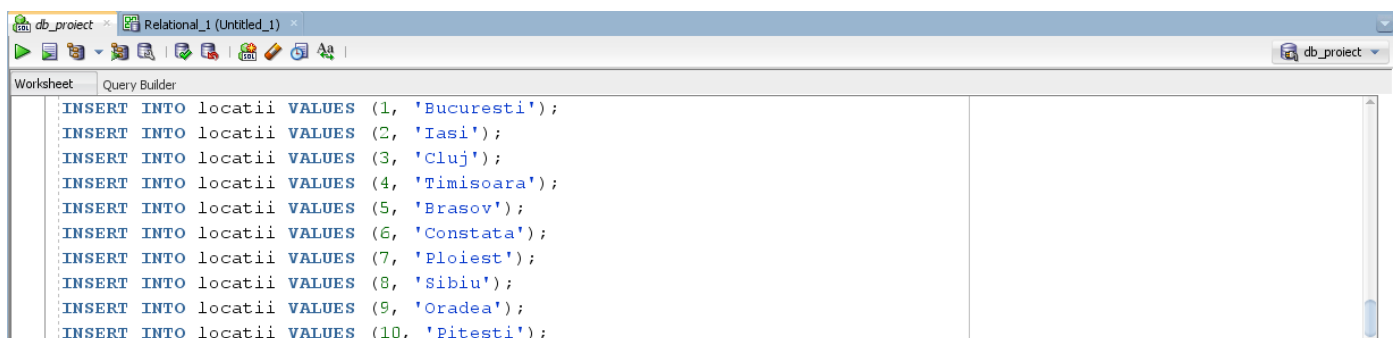 db_proiect Relational_1 (Untitled_1)
db_proiect
Worksheet Query Builder
INSERT INTO locatii VALUES (1, 'Bucuresti');
INSERT INTO locatii VALUES (2, 'Iasi');
INSERT INTO locatii VALUES (3, 'Cluj');
INSERT INTO locatii VALUES (4, 'Timisoara');
INSERT INTO locatii VALUES (5, 'Brasov');
INSERT INTO locatii VALUES (6, 'Constata');
INSERT INTO locatii VALUES (7, 'Ploiest');
INSERT INTO locatii VALUES (8, 'Sibiu');
INSERT INTO locatii VALUES (9, 'Oradea');
INSERT INTO locatii VALUES (10, 'Pitesti');